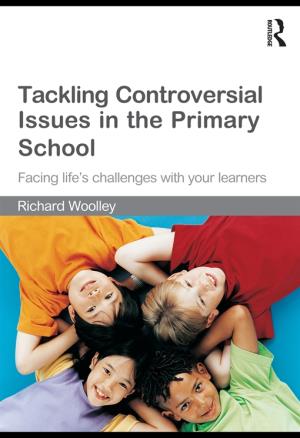 R
ROUTLEDGE
Tackling Controversial
Issues in the Primary
School
Facing life's challenges with your learners
Richard Woolley